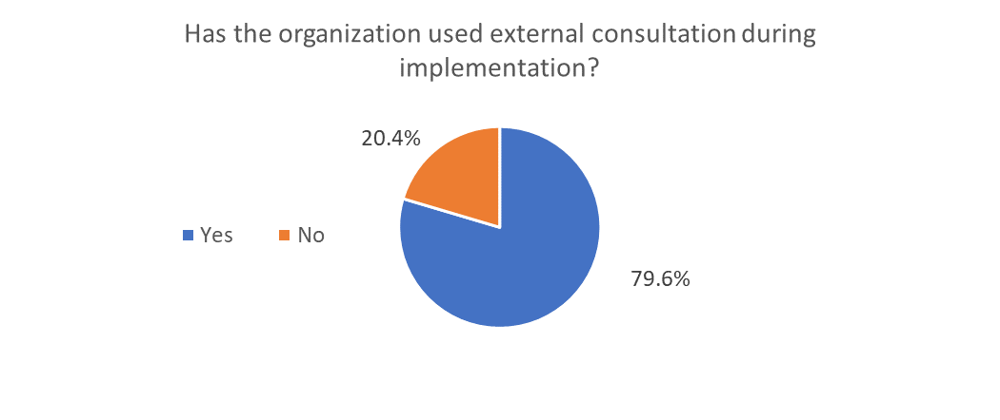 Has the organization used external consultation during
implementation?
20.4%
Yes
No
79.6%